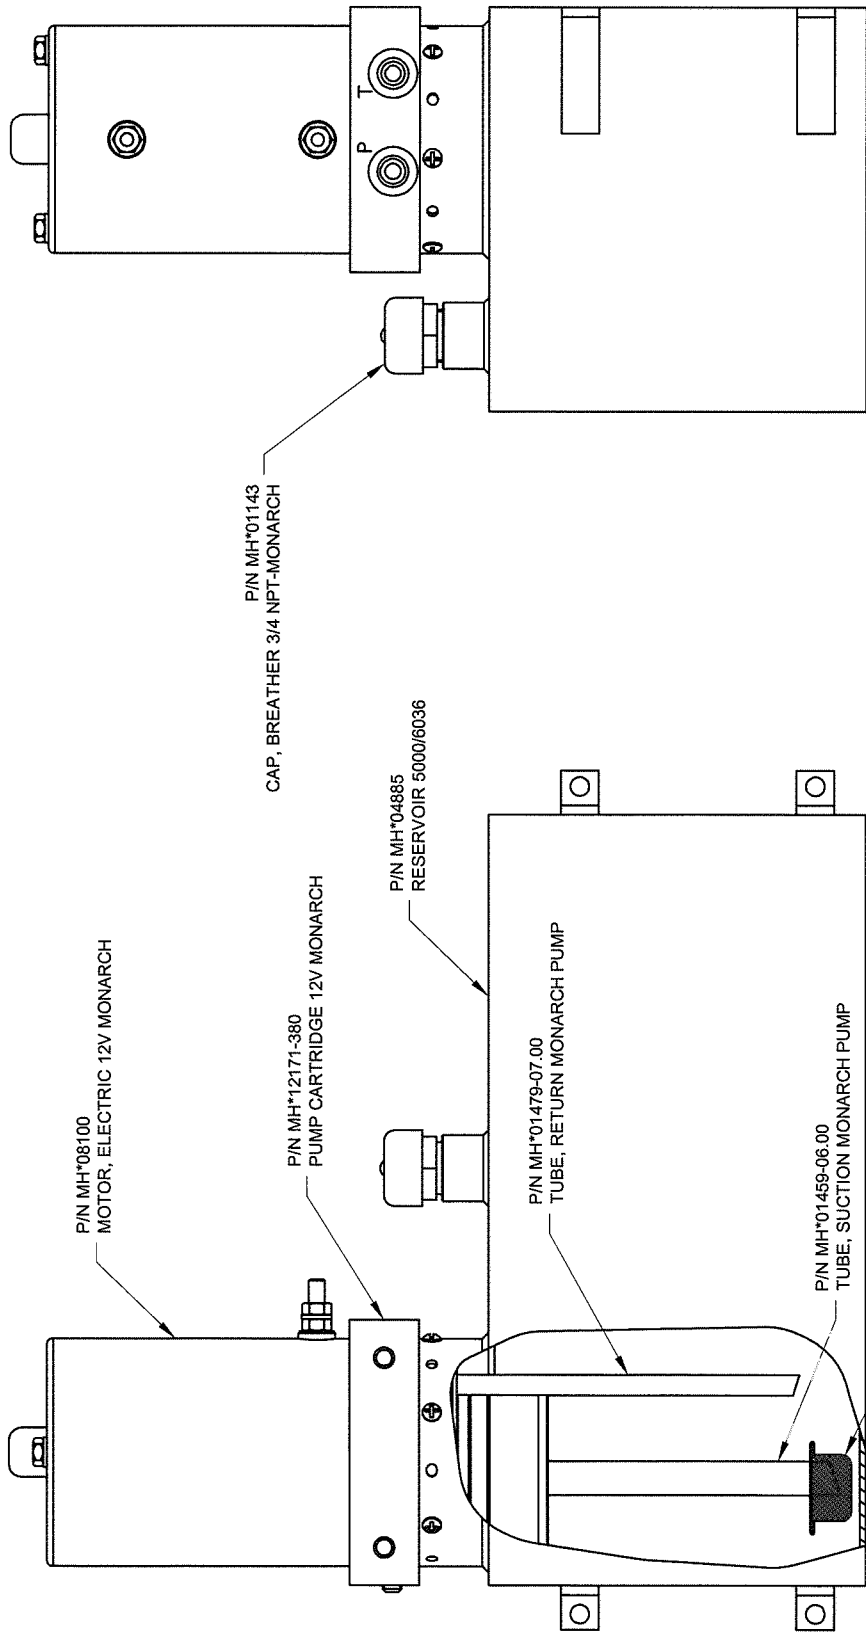 P/N MH*08100
MOTOR, ELECTRIC 12V MONARCH
P/N MH*12171-380
PUMP CARTRIDGE 12V MONARCH
P/N MH*04885
RESERVOIR 5000/6036
P/N MH*01479-07.00
TUBE, RETURN MONARCH PUMP
P/N MH*01459-06.00
TUBE, SUCTION MONARCH PUMP
P/N MH*01143
CAP, BREATHER 3/4 NPT-MONARCH
P
T